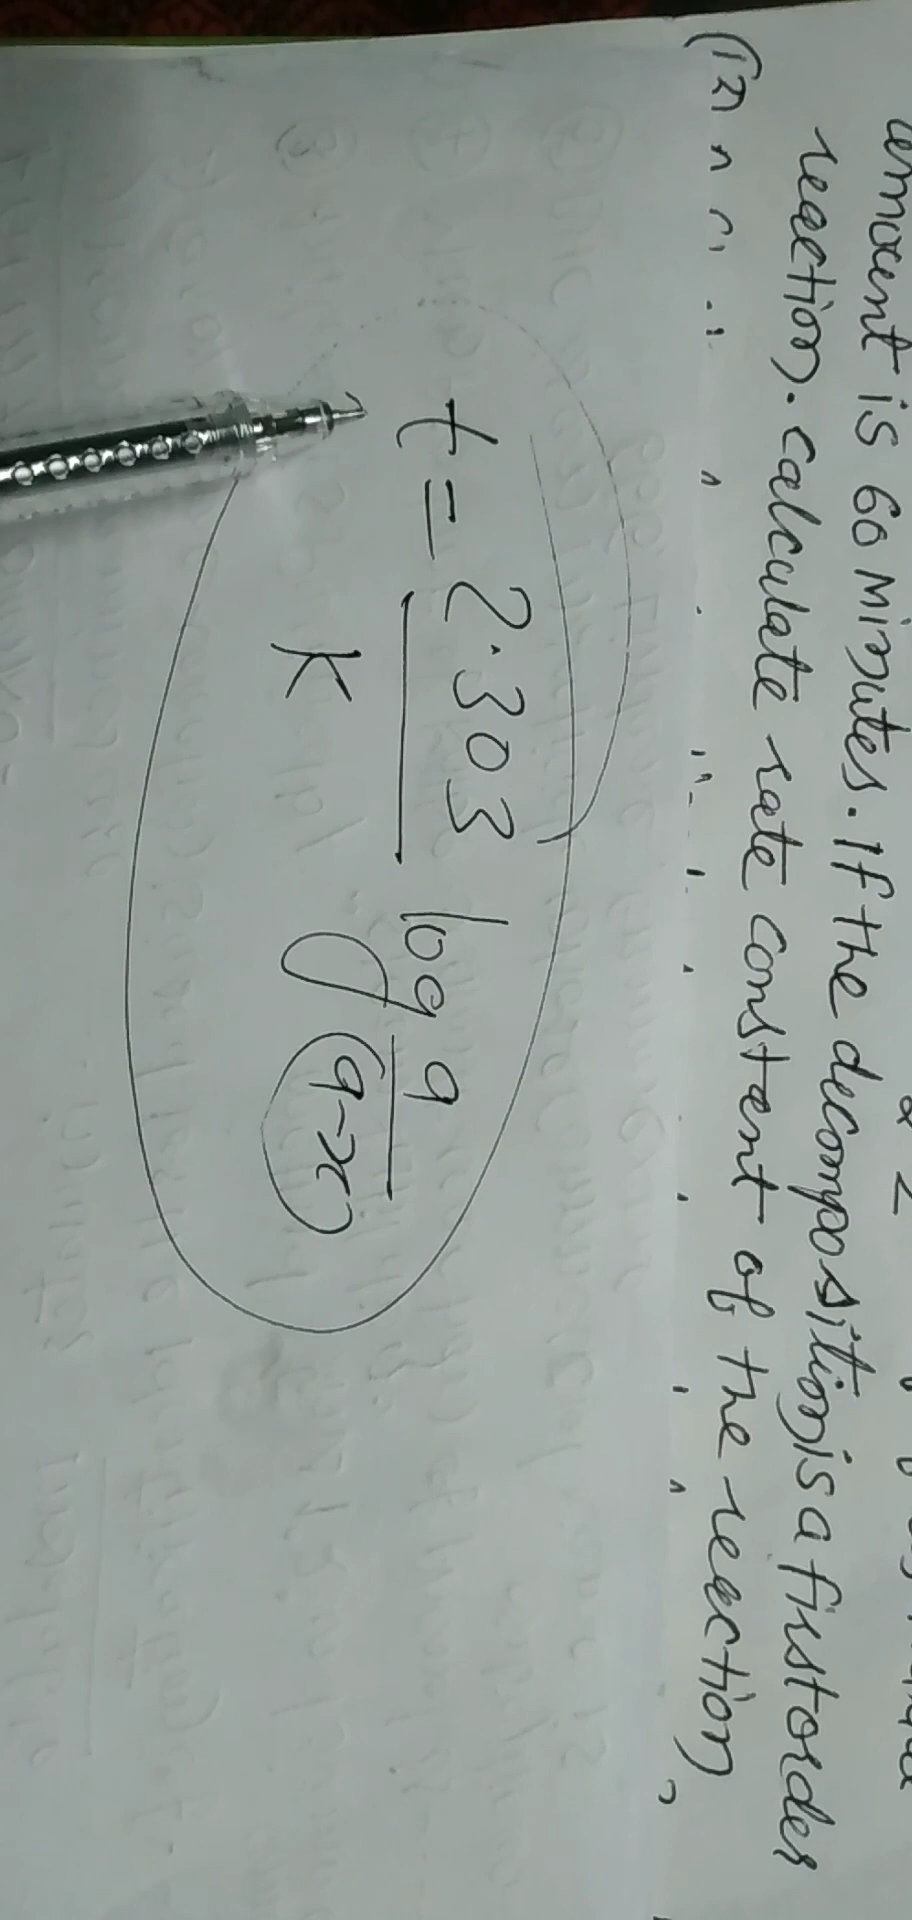 is 60 Minutes. If the decomposition is a first order
reaction. calculate rate constant of the reaction
(12)
t = 2.303 log a
K (a-x)